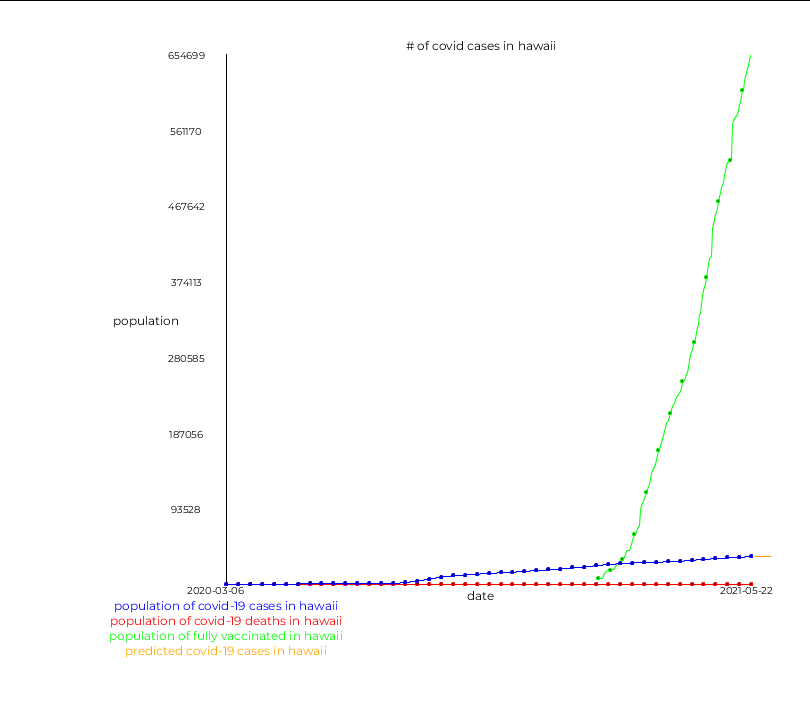 # of covid cases in hawaii
654699
561170
467642
374113
population
280585
187056
93528
2020-03-06
2021-05-22
date
population of covid-19 cases in hawaii
population of covid-19 deaths in hawaii
population of fully vaccinated in hawaii
predicted covid-19 cases in hawaii